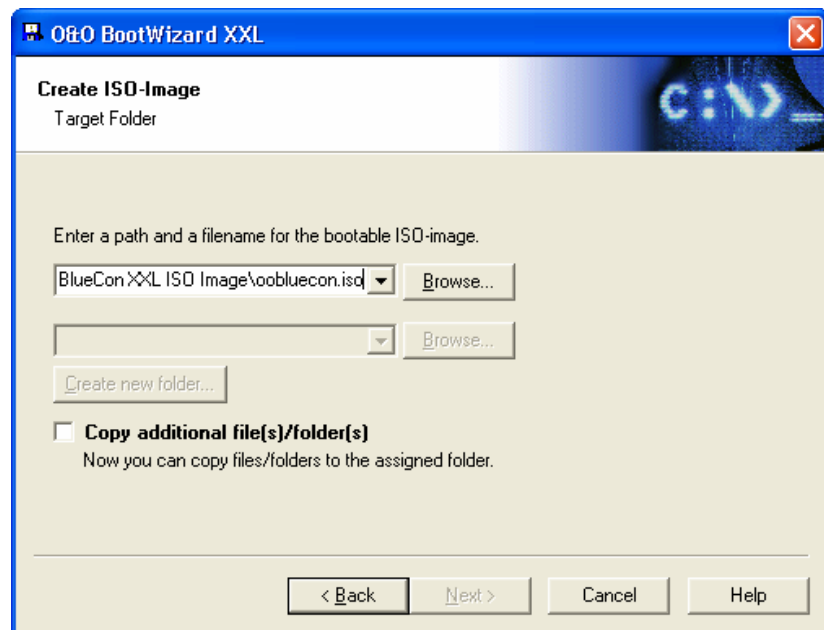 O&O BootWizard XXL
Create ISO-Image
Target Folder
C:\>_
Enter a path and a filename for the bootable ISO-image.
BlueCon XXL ISO Image\oobluecon.iso
Browse...
Browse...
Create new folder...
Copy additional file(s)/folder(s)
Now you can copy files/folders to the assigned folder.
< Back
Next >
Cancel
Help